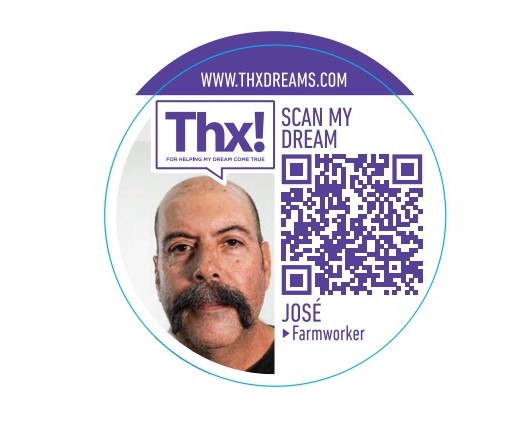 WWW.THXDREAMS.COM
Thx!
FOR HELPING MY DREAM COME TRUE
SCAN MY
DREAM
JOSÉ
Farmworker